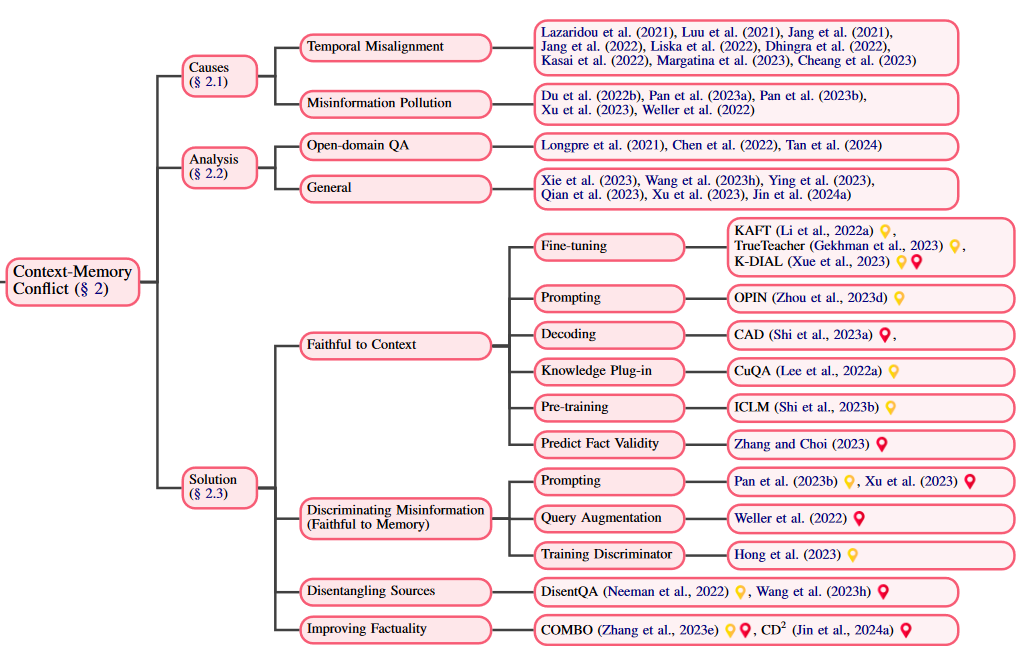 Context-Memory
Conflict (§ 2)
Causes
(§ 2.1)
Temporal Misalignment
Lazaridou et al. (2021), Luu et al. (2021), Jang et al. (2021),
Jang et al. (2022), Liska et al. (2022), Dhingra et al. (2022),
Kasai et al. (2022), Margatina et al. (2023), Cheang et al. (2023)
Misinformation Pollution
Du et al. (2022b), Pan et al. (2023a), Pan et al. (2023b),
Xu et al. (2023), Weller et al. (2022)
Analysis
(§ 2.2)
Open-domain QA
Longpre et al. (2021), Chen et al. (2022), Tan et al. (2024)
General
Xie et al. (2023), Wang et al. (2023h), Ying et al. (2023),
Qian et al. (2023), Xu et al. (2023), Jin et al. (2024a)
Solution
(§ 2.3)
Faithful to Context
Fine-tuning
KAFT (Li et al., 2022a) ,
TrueTeacher (Gekhman et al., 2023) ,
K-DIAL (Xue et al., 2023)
Prompting
OPIN (Zhou et al., 2023d)
Decoding
CAD (Shi et al., 2023a) ,
Knowledge Plug-in
CuQA (Lee et al., 2022a)
Pre-training
ICLM (Shi et al., 2023b)
Predict Fact Validity
Zhang and Choi (2023)
Discriminating Misinformation
(Faithful to Memory)
Prompting
Pan et al. (2023b) , Xu et al. (2023)
Query Augmentation
Weller et al. (2022)
Training Discriminator
Hong et al. (2023)
Disentangling Sources
DisentQA (Neeman et al., 2022) , Wang et al. (2023h)
Improving Factuality
COMBO (Zhang et al., 2023e) , CD² (Jin et al., 2024a)